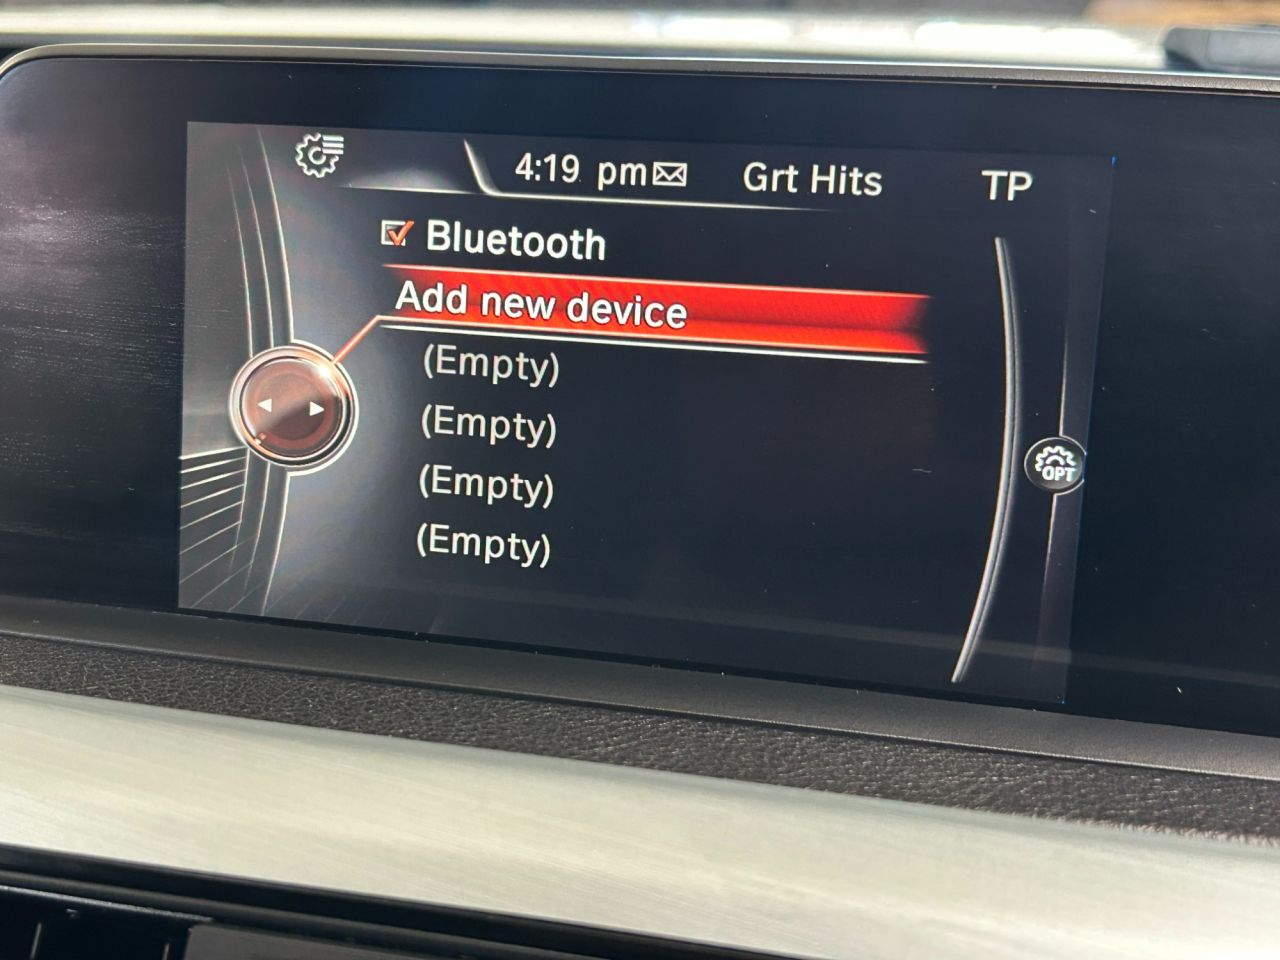 4:19 pm Grt Hits TP
Bluetooth
Add new device
(Empty)
(Empty)
(Empty)
(Empty)
OPT